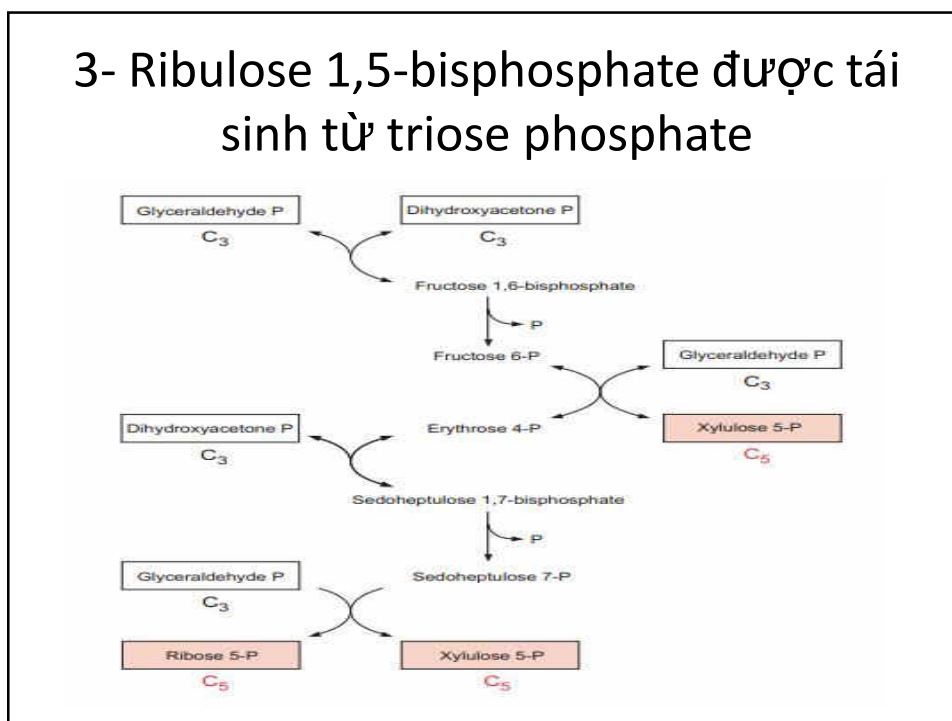 3- Ribulose 1,5-bisphosphate được tái
sinh từ triose phosphate
Glyceraldehyde P
C₃
Dihydroxyacetone P
C₃
Fructose 1,6-bisphosphate
P
Fructose 6-P
Glyceraldehyde P
C₃
Dihydroxyacetone P
C₃
Erythrose 4-P
Xylulose 5-P
C₅
Sedoheptulose 1,7-bisphosphate
P
Glyceraldehyde P
C₃
Sedoheptulose 7-P
Ribose 5-P
C₅
Xylulose 5-P
C₅